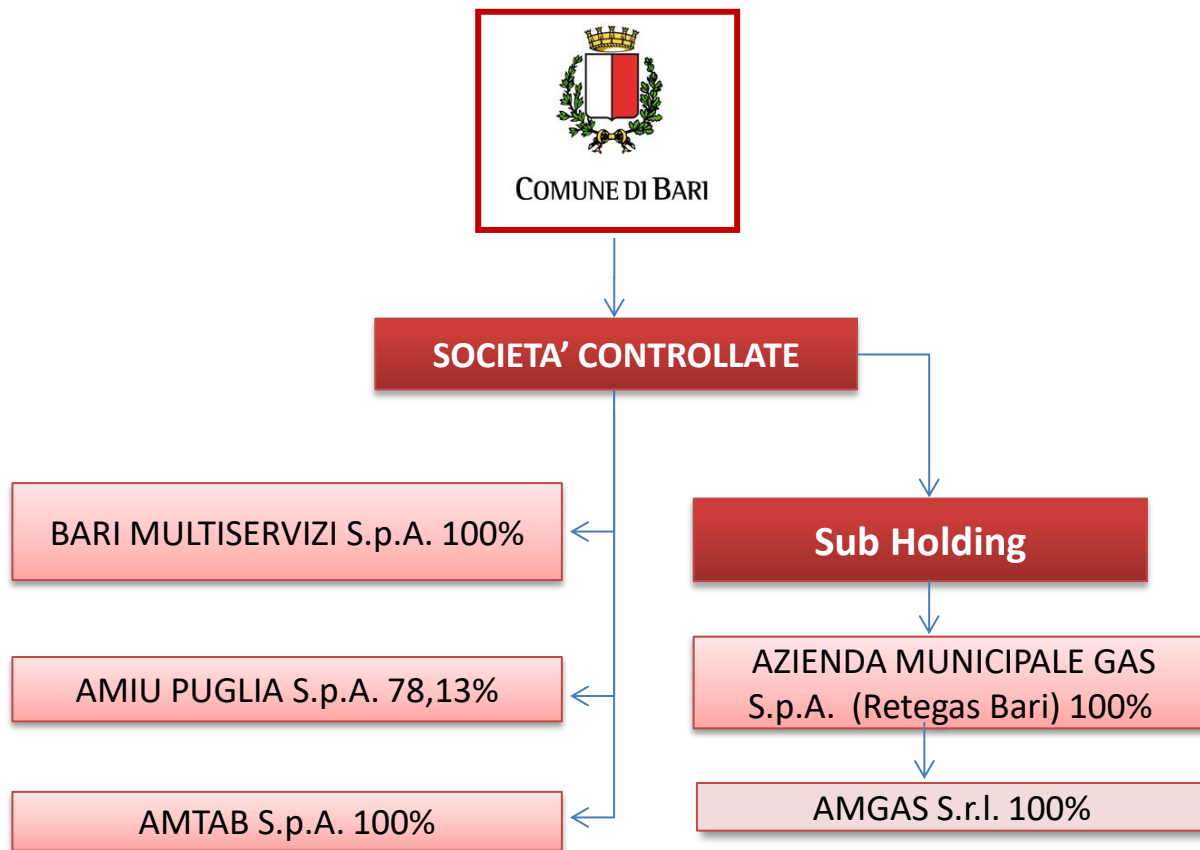 COMUNE DI BARI
SOCIETA’ CONTROLLATE
BARI MULTISERVIZI S.p.A. 100%
Sub Holding
AMIU PUGLIA S.p.A. 78,13%
AZIENDA MUNICIPALE GAS
S.p.A. (Retegas Bari) 100%
AMTAB S.p.A. 100%
AMGAS S.r.l. 100%